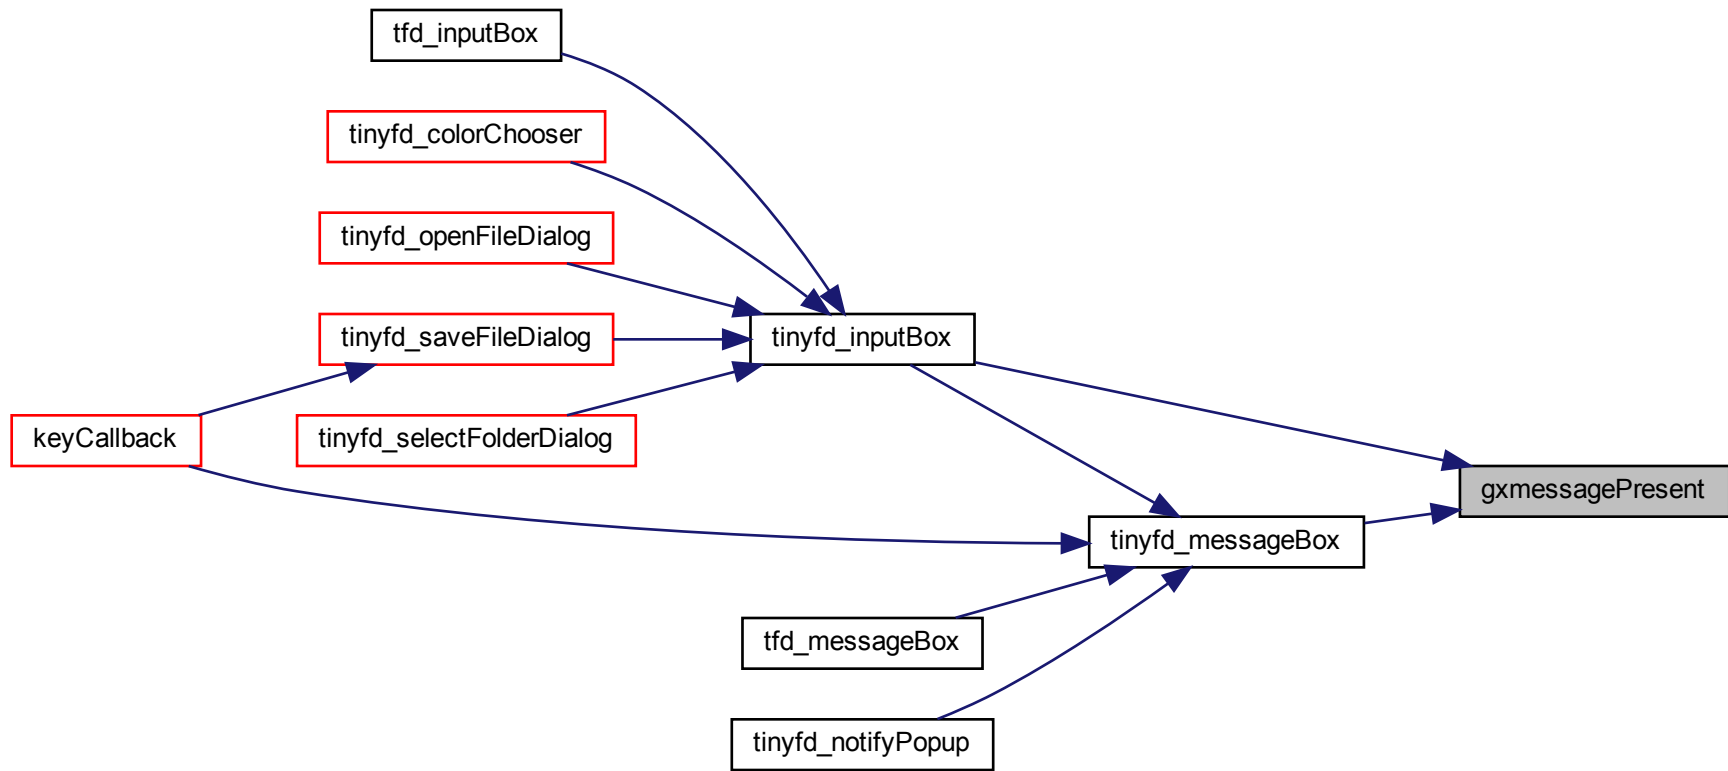 tfd_inputBox
tinyfd_colorChooser
tinyfd_openFileDialog
tinyfd_saveFileDialog
tinyfd_inputBox
keyCallback
tinyfd_selectFolderDialog
gxmessagePresent
tinyfd_messageBox
tfd_messageBox
tinyfd_notifyPopup